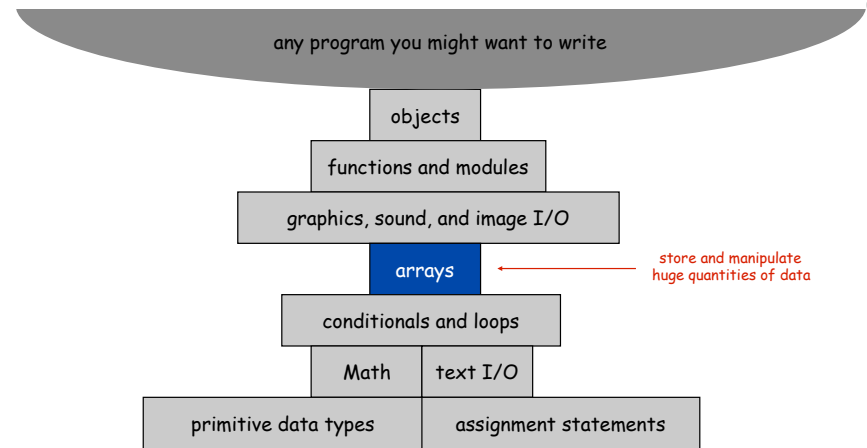 any program you might want to write
objects
functions and modules
graphics, sound, and image I/O
arrays
store and manipulate
huge quantities of data
conditionals and loops
Math
text I/O
primitive data types
assignment statements